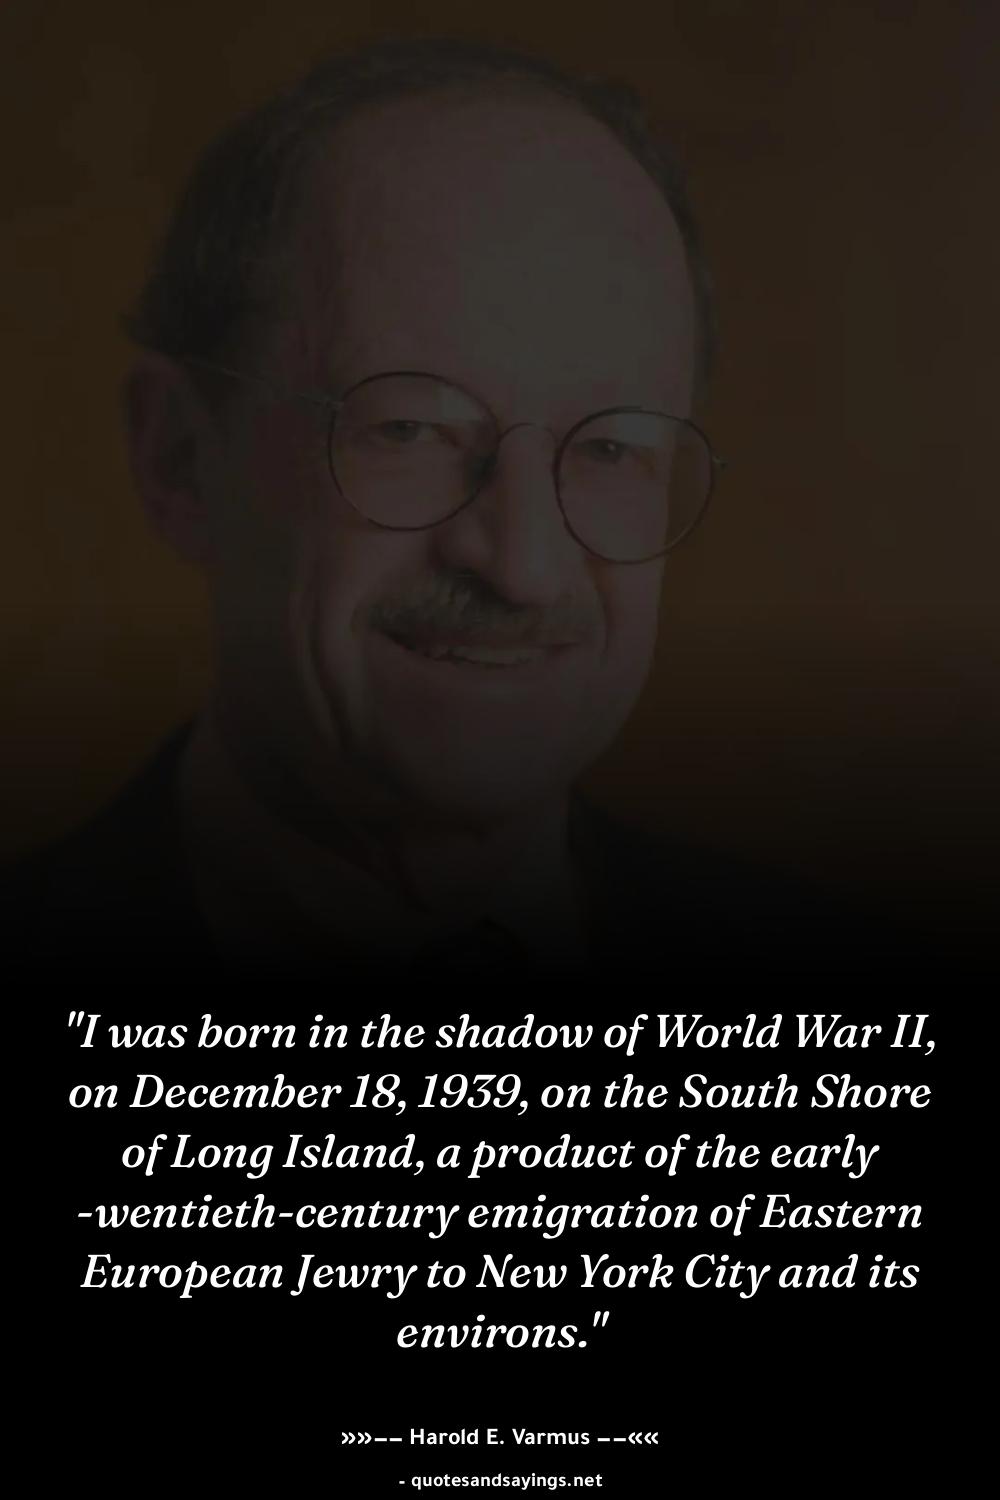 "I was born in the shadow of World War II,
on December 18, 1939, on the South Shore
of Long Island, a product of the early
-wentieth-century emigration of Eastern
European Jewry to New York City and its
environs."
»»–– Harold E. Varmus ––««
- quotesandsayings.net